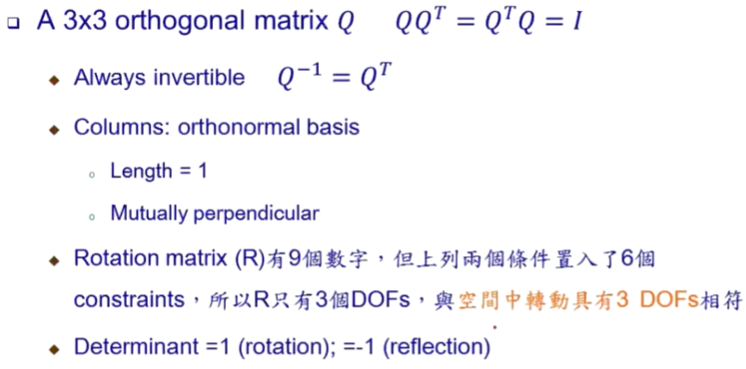 A 3x3 orthogonal matrix Q QQᵀ = QᵀQ = I
Always invertible Q⁻¹ = Qᵀ
Columns: orthonormal basis
Length = 1
Mutually perpendicular
Rotation matrix (R)有9個數字，但上列兩個條件置入了6個
constraints，所以R只有3個DOFs，與空間中轉動具有3 DOFs相符
Determinant =1 (rotation); =-1 (reflection)